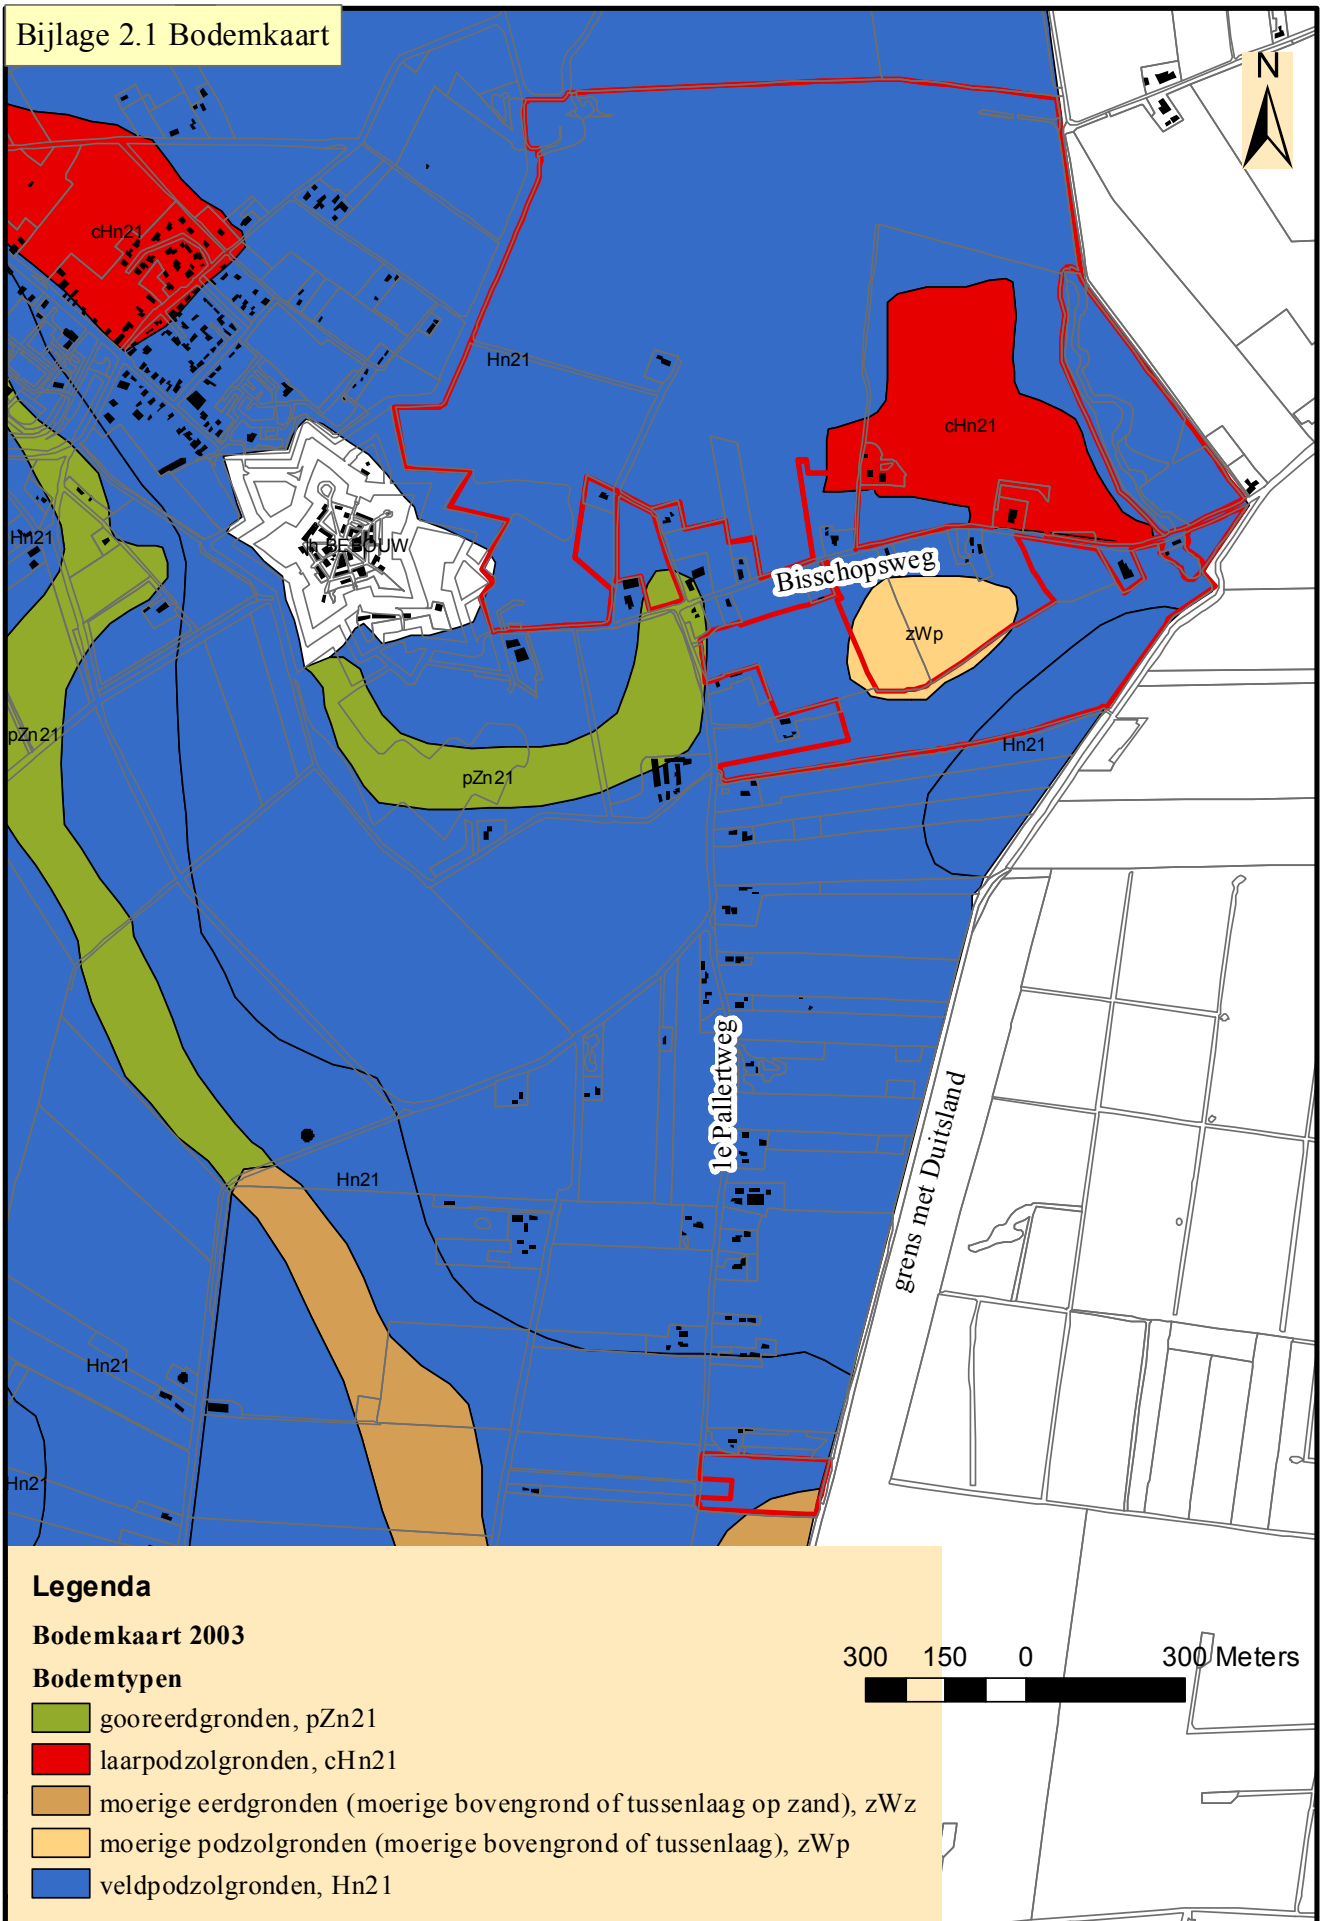 Bijlage 2.1 Bodemkaart
N
cHn21
Hn21
cHn21
Hn21
h BEBOUW
Bisschopsweg
zWp
pZn21
Hn21
pZn21
1e Pallertweg
grens met Duitsland
Hn21
Hn21
Hn21
Legenda
Bodemkaart 2003
Bodemtypen
gooreerdgronden, pZn21
laarpodzolgronden, cHn21
moerige eerdgronden (moerige bovengrond of tussenlaag op zand), zWz
moerige podzolgronden (moerige bovengrond of tussenlaag), zWp
veldpodzolgronden, Hn21
300 150 0 300 Meters